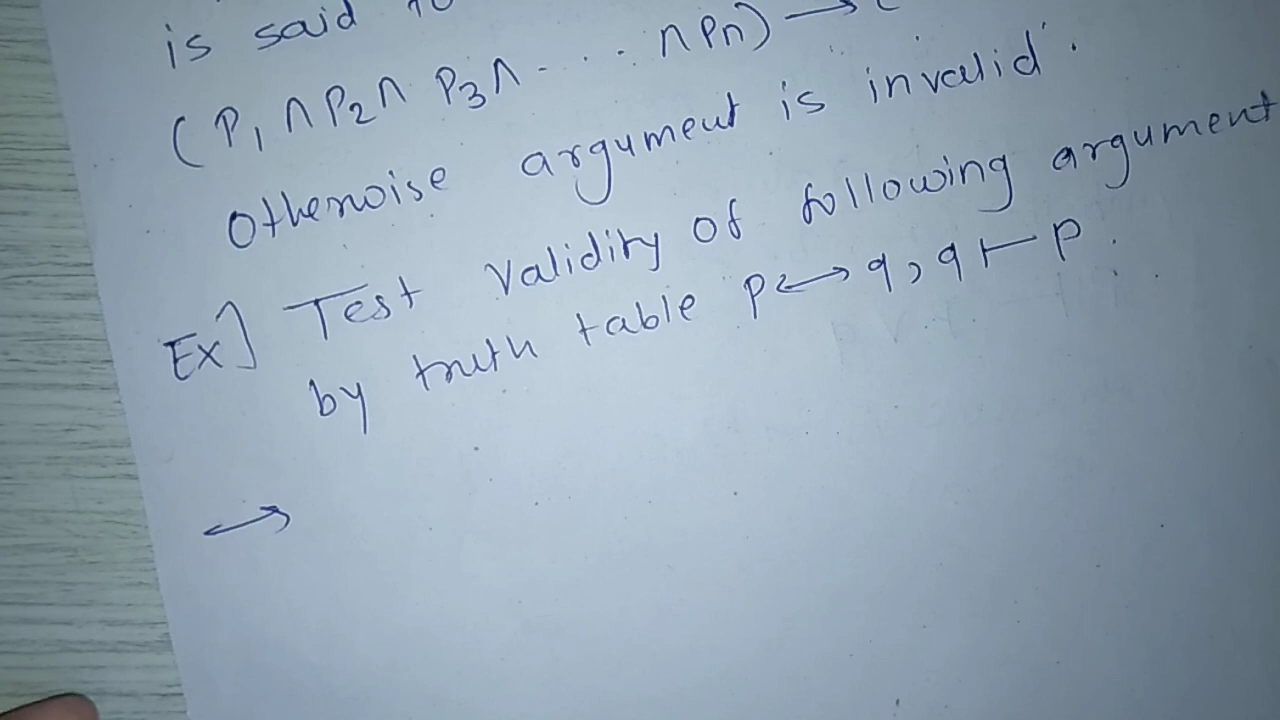 is said
(P₁ ∧ P₂ ∧ P₃ ∧ - . . . . ∧ Pn) →
Otherwise argument is invalid.
Ex] Test Validity of following argument
by truth table p ↔ q, q ⊢ p.
↔